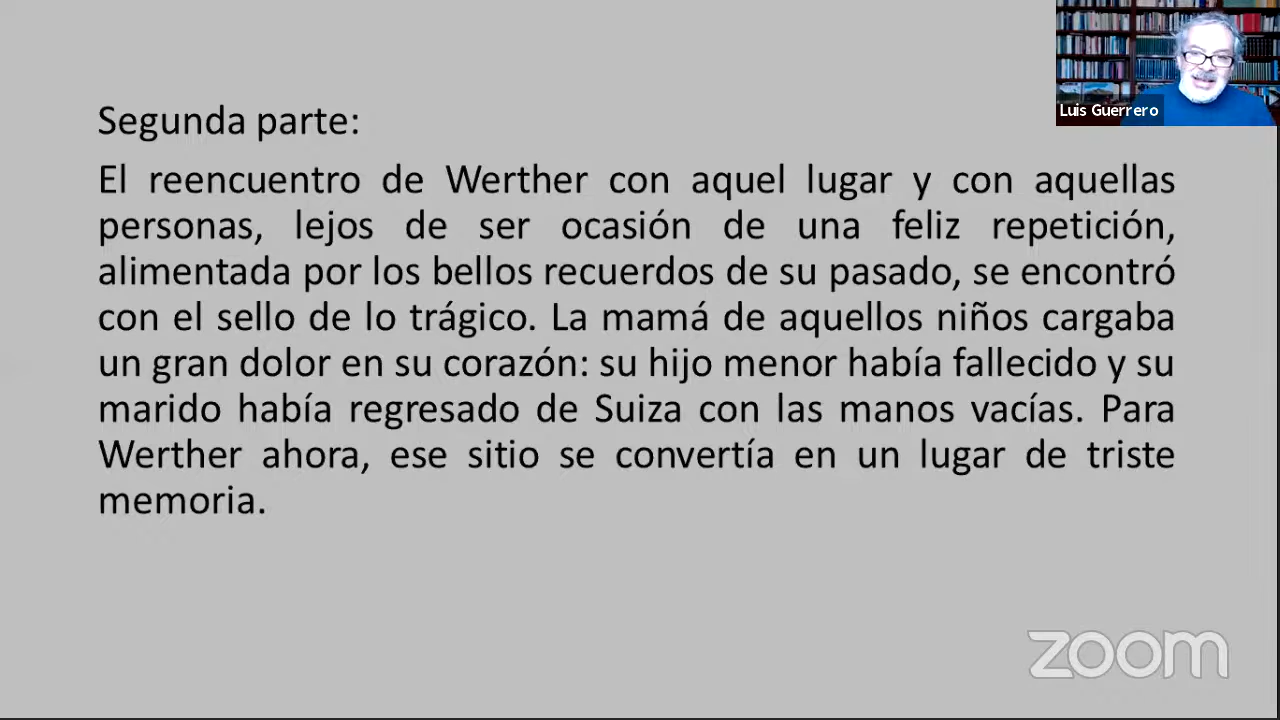 Luis Guerrero
Segunda parte:
El reencuentro de Werther con aquel lugar y con aquellas
personas, lejos de ser ocasión de una feliz repetición,
alimentada por los bellos recuerdos de su pasado, se encontró
con el sello de lo trágico. La mamá de aquellos niños cargaba
un gran dolor en su corazón: su hijo menor había fallecido y su
marido había regresado de Suiza con las manos vacías. Para
Werther ahora, ese sitio se convertía en un lugar de triste
memoria.
zoom